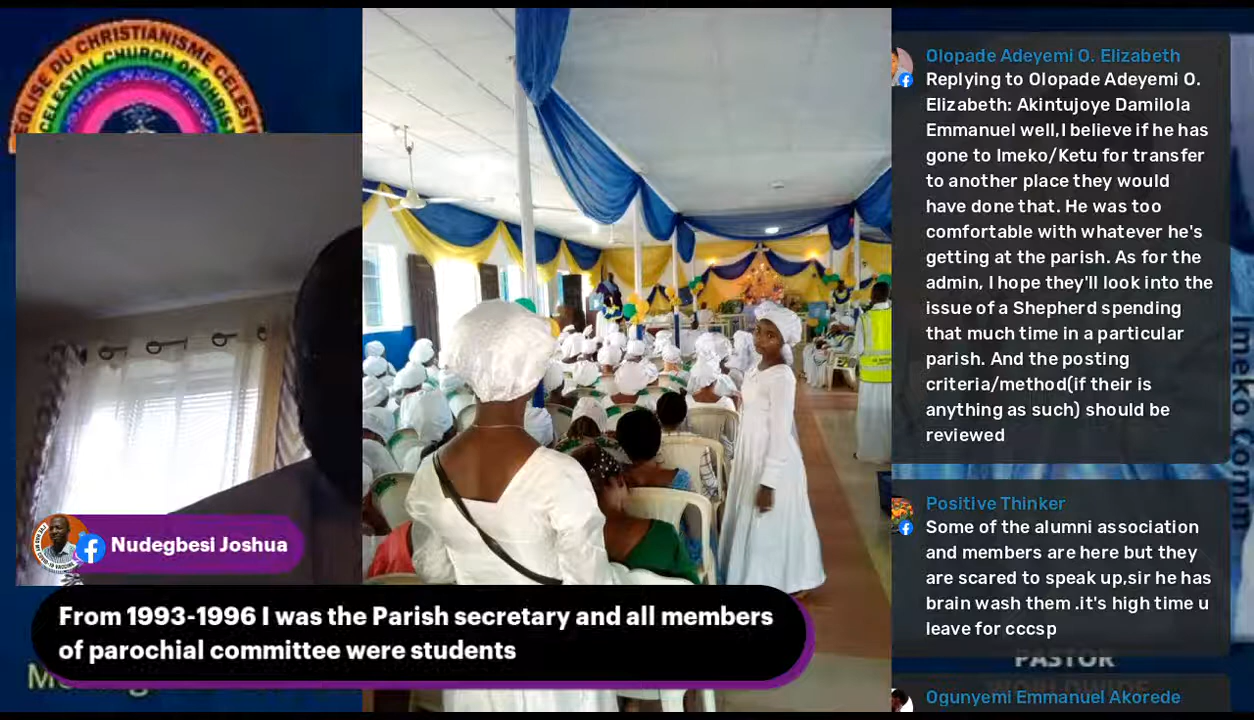 EGLISE DU CHRISTIANISME CELESTE
CELESTIAL CHURCH OF CHRIST
Nudegbesi Joshua
From 1993-1996 I was the Parish secretary and all members
of parochial committee were students
Olopade Adeyemi O. Elizabeth
Replying to Olopade Adeyemi O.
Elizabeth: Akintujoye Damilola
Emmanuel well,I believe if he has
gone to Imeko/Ketu for transfer
to another place they would
have done that. He was too
comfortable with whatever he's
getting at the parish. As for the
admin, I hope they'll look into the
issue of a Shepherd spending
that much time in a particular
parish. And the posting
criteria/method(if their is
anything as such) should be
reviewed
Positive Thinker
Some of the alumni association
and members are here but they
are scared to speak up,sir he has
brain wash them .it's high time u
leave for cccsp
PASTOR
Ogunyemi Emmanuel Akorede
Imeko